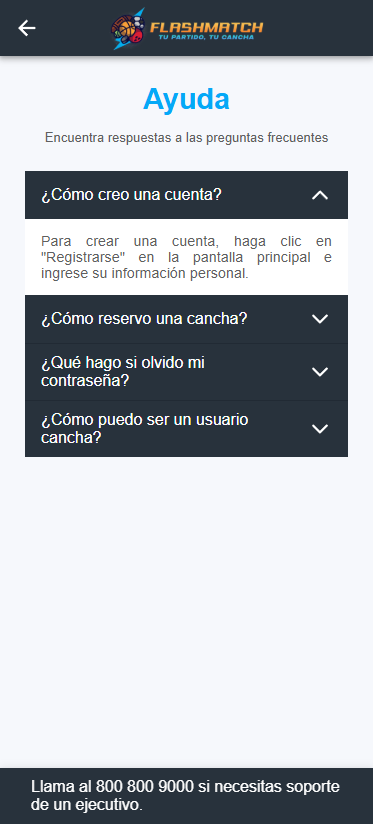 FLASHMATCH
TU PARTIDO, TU CANCHA
Ayuda
Encuentra respuestas a las preguntas frecuentes
¿Cómo creo una cuenta?
Para crear una cuenta, haga clic en
"Registrarse" en la pantalla principal e
ingrese su información personal.
¿Cómo reservo una cancha?
¿Qué hago si olvido mi
contraseña?
¿Cómo puedo ser un usuario
cancha?
Llama al 800 800 9000 si necesitas soporte
de un ejecutivo.